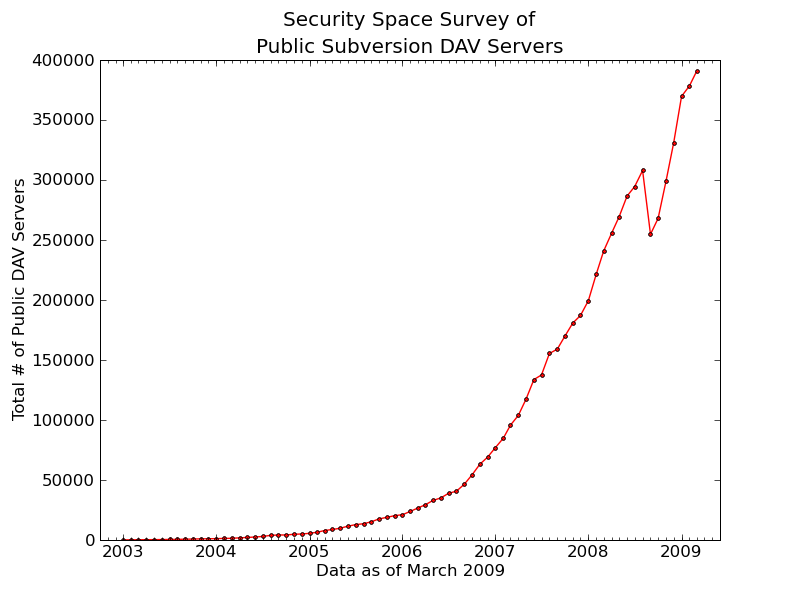 Security Space Survey of
Public Subversion DAV Servers
Total # of Public DAV Servers
400000
350000
300000
250000
200000
150000
100000
50000
0
2003 2004 2005 2006 2007 2008 2009
Data as of March 2009